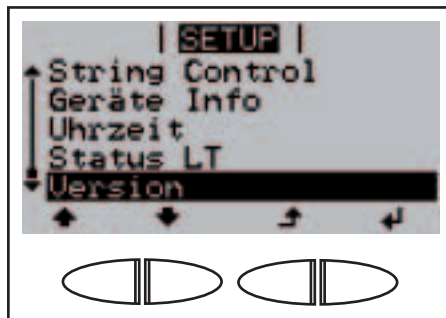 | SETUP |
String Control
Geräte Info
Uhrzeit
Status LT
Version